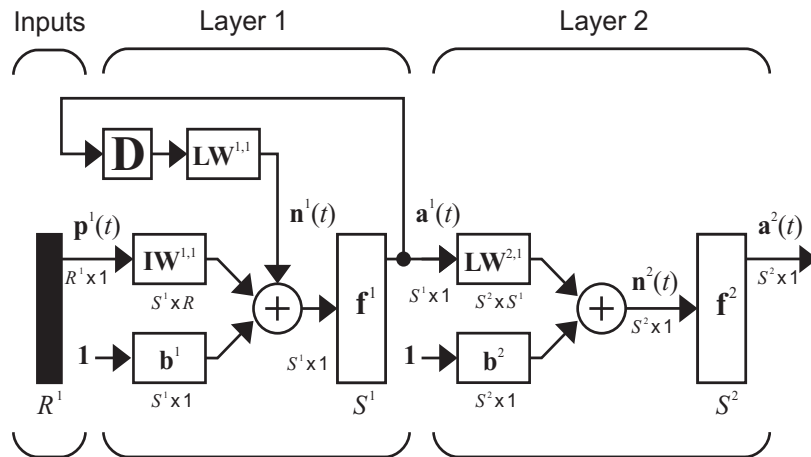 Inputs Layer 1 Layer 2
D LW¹,¹
p¹(t) n¹(t) a¹(t) a²(t)
IW¹,¹ LW²,¹
R¹ x 1 S¹ x R S¹ x 1 S² x S¹ n²(t) S² x 1
f¹ f²
S¹ x 1 S² x 1
1 b¹ 1 b²
S¹ x 1 S² x 1
R¹ S¹ S²